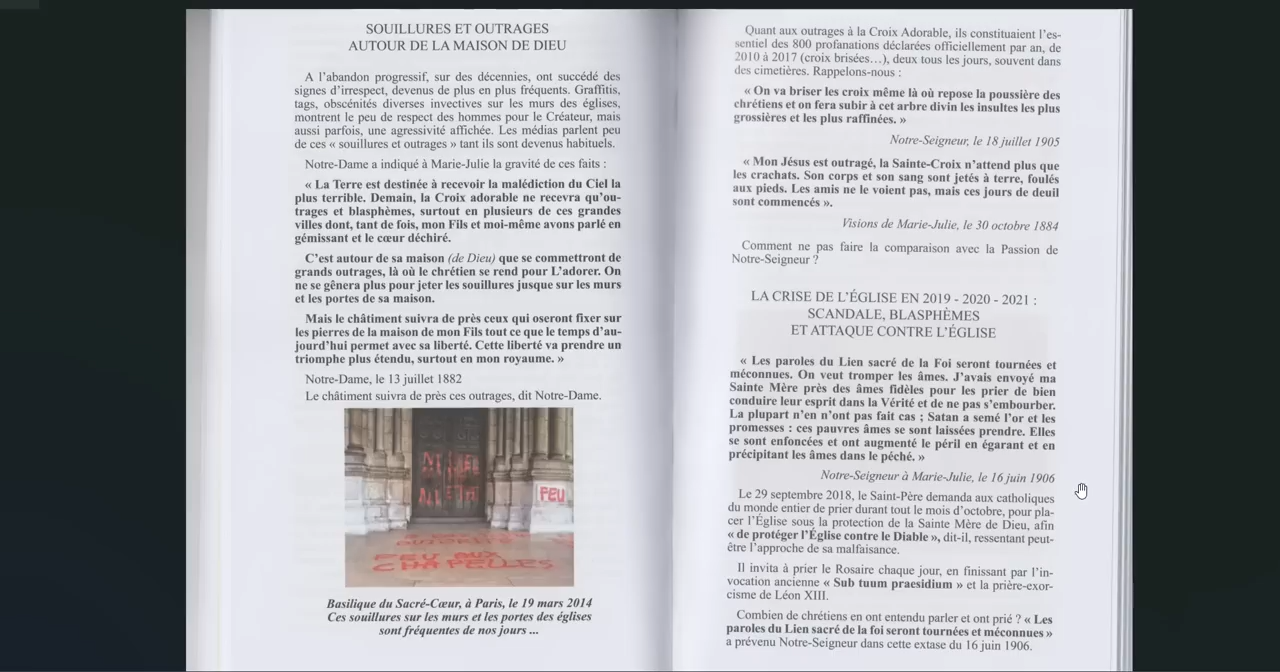 SOUILLURES ET OUTRAGES
AUTOUR DE LA MAISON DE DIEU
A l’abandon progressif, sur des décennies, ont succédé des
signes d’irrespect, devenus de plus en plus fréquents. Graffitis,
tags, obscénités diverses invectives sur les murs des églises,
montrent le peu de respect des hommes pour le Créateur, mais
aussi parfois, une agressivité affichée. Les médias parlent peu
de ces « souillures et outrages » tant ils sont devenus habituels.
Notre-Dame a indiqué à Marie-Julie la gravité de ces faits :
« La Terre est destinée à recevoir la malédiction du Ciel la
plus terrible. Demain, la Croix adorable ne recevra qu’ou-
trages et blasphèmes, surtout en plusieurs de ces grandes
villes dont, tant de fois, mon Fils et moi-même avons parlé en
gémissant et le cœur déchiré.
C’est autour de sa maison (de Dieu) que se commettront de
grands outrages, là où le chrétien se rend pour L’adorer. On
ne se gênera plus pour jeter les souillures jusque sur les murs
et les portes de sa maison.
Mais le châtiment suivra de près ceux qui oseront fixer sur
les pierres de la maison de mon Fils tout ce que le temps d’au-
jourd’hui permet avec sa liberté. Cette liberté va prendre un
triomphe plus étendu, surtout en mon royaume. »
Notre-Dame, le 13 juillet 1882
Le châtiment suivra de près ces outrages, dit Notre-Dame.
FEU
FEU AUX
CHAPELLES
Basilique du Sacré-Cœur, à Paris, le 19 mars 2014
Ces souillures sur les murs et les portes des églises
sont fréquentes de nos jours ...
Quant aux outrages à la Croix Adorable, ils constituaient l’es-
sentiel des 800 profanations déclarées officiellement par an, de
2010 à 2017 (croix brisées…), deux tous les jours, souvent dans
des cimetières. Rappelons-nous :
« On va briser les croix même là où repose la poussière des
chrétiens et on fera subir à cet arbre divin les insultes les plus
grossières et les plus raffinées. »
Notre-Seigneur, le 18 juillet 1905
« Mon Jésus est outragé, la Sainte-Croix n’attend plus que
les crachats. Son corps et son sang sont jetés à terre, foulés
aux pieds. Les amis ne le voient pas, mais ces jours de deuil
sont commencés ».
Visions de Marie-Julie, le 30 octobre 1884
Comment ne pas faire la comparaison avec la Passion de
Notre-Seigneur ?
LA CRISE DE L’ÉGLISE EN 2019 - 2020 - 2021 :
SCANDALE, BLASPHÈMES
ET ATTAQUE CONTRE L’ÉGLISE
« Les paroles du Lien sacré de la Foi seront tournées et
méconnues. On veut tromper les âmes. J’avais envoyé ma
Sainte Mère près des âmes fidèles pour les prier de bien
conduire leur esprit dans la Vérité et de ne pas s’embourber.
La plupart n’en n’ont pas fait cas ; Satan a semé l’or et les
promesses : ces pauvres âmes se sont laissées prendre. Elles
se sont enfoncées et ont augmenté le péril en égarant et en
précipitant les âmes dans le péché. »
Notre-Seigneur à Marie-Julie, le 16 juin 1906
Le 29 septembre 2018, le Saint-Père demanda aux catholiques
du monde entier de prier durant tout le mois d’octobre, pour pla-
cer l’Église sous la protection de la Sainte Mère de Dieu, afin
« de protéger l’Église contre le Diable », dit-il, ressentant peut-
être l’approche de sa malfaisance.
Il invita à prier le Rosaire chaque jour, en finissant par l’in-
vocation ancienne « Sub tuum praesidium » et la prière-exor-
cisme de Léon XIII.
Combien de chrétiens en ont entendu parler et ont prié ? « Les
paroles du Lien sacré de la foi seront tournées et méconnues »
a prévenu Notre-Seigneur dans cette extase du 16 juin 1906.